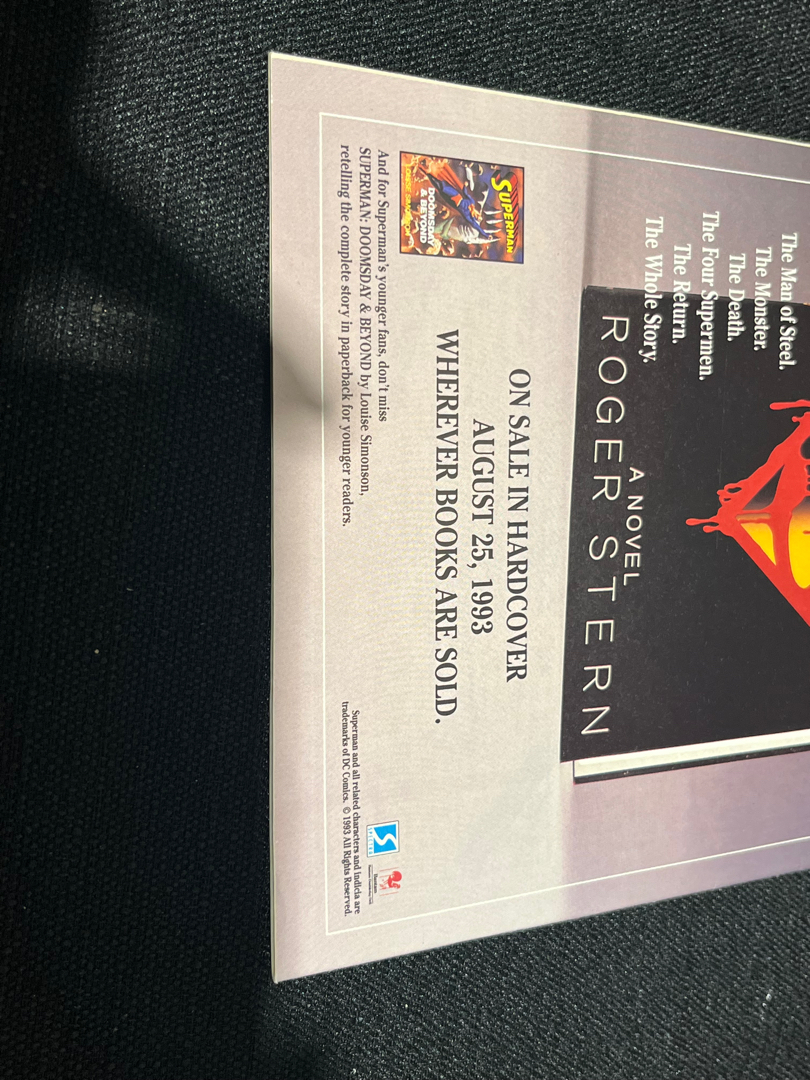 The Man of Steel.
The Monster.
The Death.
The Four Supermen.
The Return.
The Whole Story.
A NOVEL
ROGER STERN
ON SALE IN HARDCOVER
AUGUST 25, 1993
WHEREVER BOOKS ARE SOLD.
SUPERMAN
DOOMSDAY
& BEYOND
And for Superman's younger fans, don't miss
SUPERMAN: DOOMSDAY & BEYOND by Louise Simonson,
retelling the complete story in paperback for younger readers.
Superman and all related characters and indicia are
trademarks of DC Comics. © 1993 All Rights Reserved.
S
Bantam